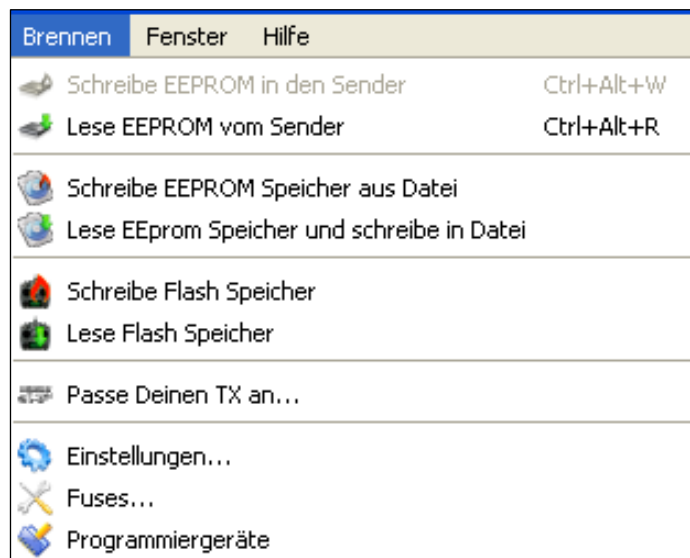 Brennen Fenster Hilfe
Schreibe EEPROM in den Sender Ctrl+Alt+W
Lese EEPROM vom Sender Ctrl+Alt+R
Schreibe EEPROM Speicher aus Datei
Lese EEprom Speicher und schreibe in Datei
Schreibe Flash Speicher
Lese Flash Speicher
Passe Deinen TX an...
Einstellungen...
Fuses...
Programmiergeräte